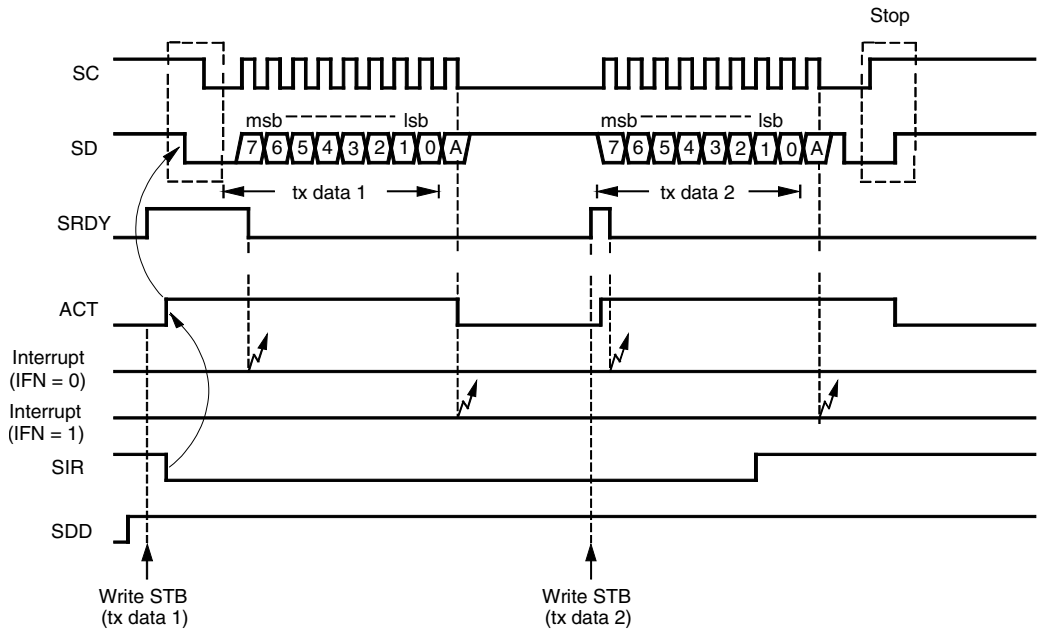 Stop
SC
msb lsb msb lsb
SD 7 6 5 4 3 2 1 0 A 7 6 5 4 3 2 1 0 A
tx data 1 tx data 2
SRDY
ACT
Interrupt
(IFN = 0)
Interrupt
(IFN = 1)
SIR
SDD
Write STB
(tx data 1)
Write STB
(tx data 2)